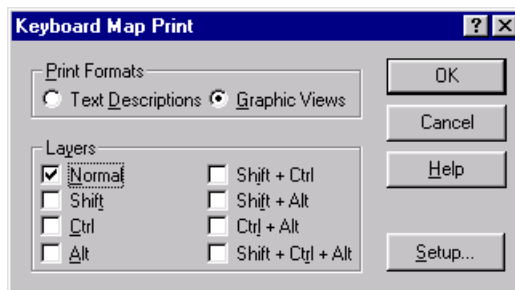 Keyboard Map Print
Print Formats
Text Descriptions Graphic Views
OK
Cancel
Layers
Normal Shift + Ctrl
Help
Shift Shift + Alt
Ctrl Ctrl + Alt
Alt Shift + Ctrl + Alt
Setup...